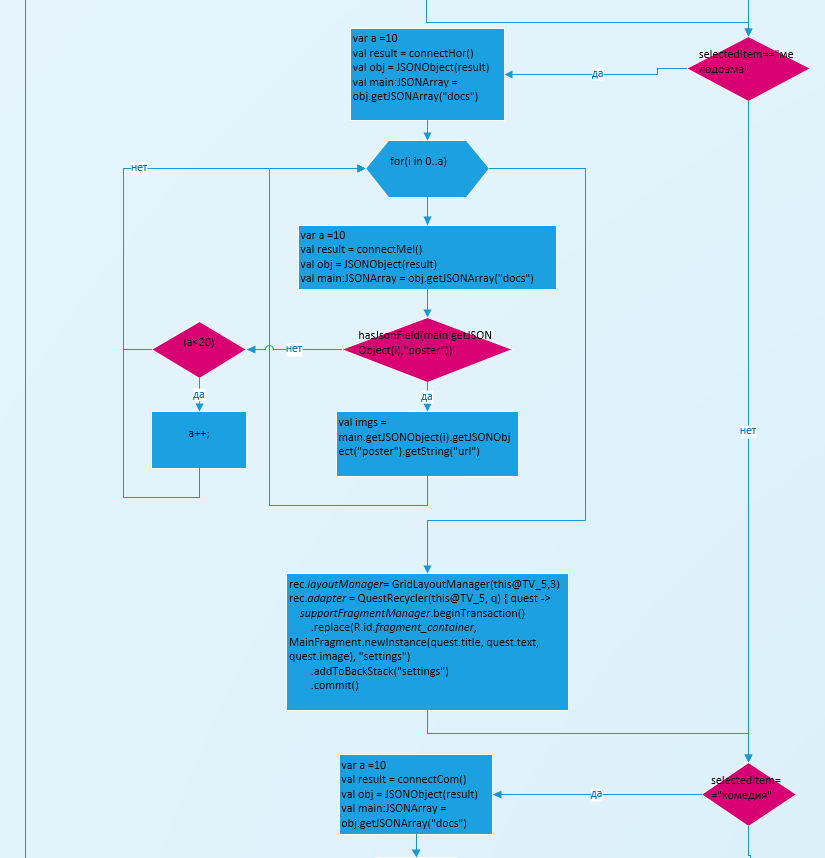 var a =10
val result = connectHor()
val obj = JSONObject(result)
val main:JSONArray =
obj.getJSONArray("docs")
selectedItem=="ме
лодрама"
да
for(i in 0..a)
нет
var a =10
val result = connectMel()
val obj = JSONObject(result)
val main:JSONArray = obj.getJSONArray("docs")
hasJsonField(main.getJSON
Object(i),"poster"))
нет
(a<20)
да
да
a++;
val imgs =
main.getJSONObject(i).getJSONObj
ect("poster").getString("url")
нет
rec.layoutManager= GridLayoutManager(this@TV_5,3)
rec.adapter = QuestRecycler(this@TV_5, q) { quest ->
supportFragmentManager.beginTransaction()
.replace(R.id.fragment_container,
MainFragment.newInstance(quest.title, quest.text,
quest.image), "settings")
.addToBackStack("settings")
.commit()
var a =10
val result = connectCom()
val obj = JSONObject(result)
val main:JSONArray =
obj.getJSONArray("docs")
да
selectedItem=
="комедия"